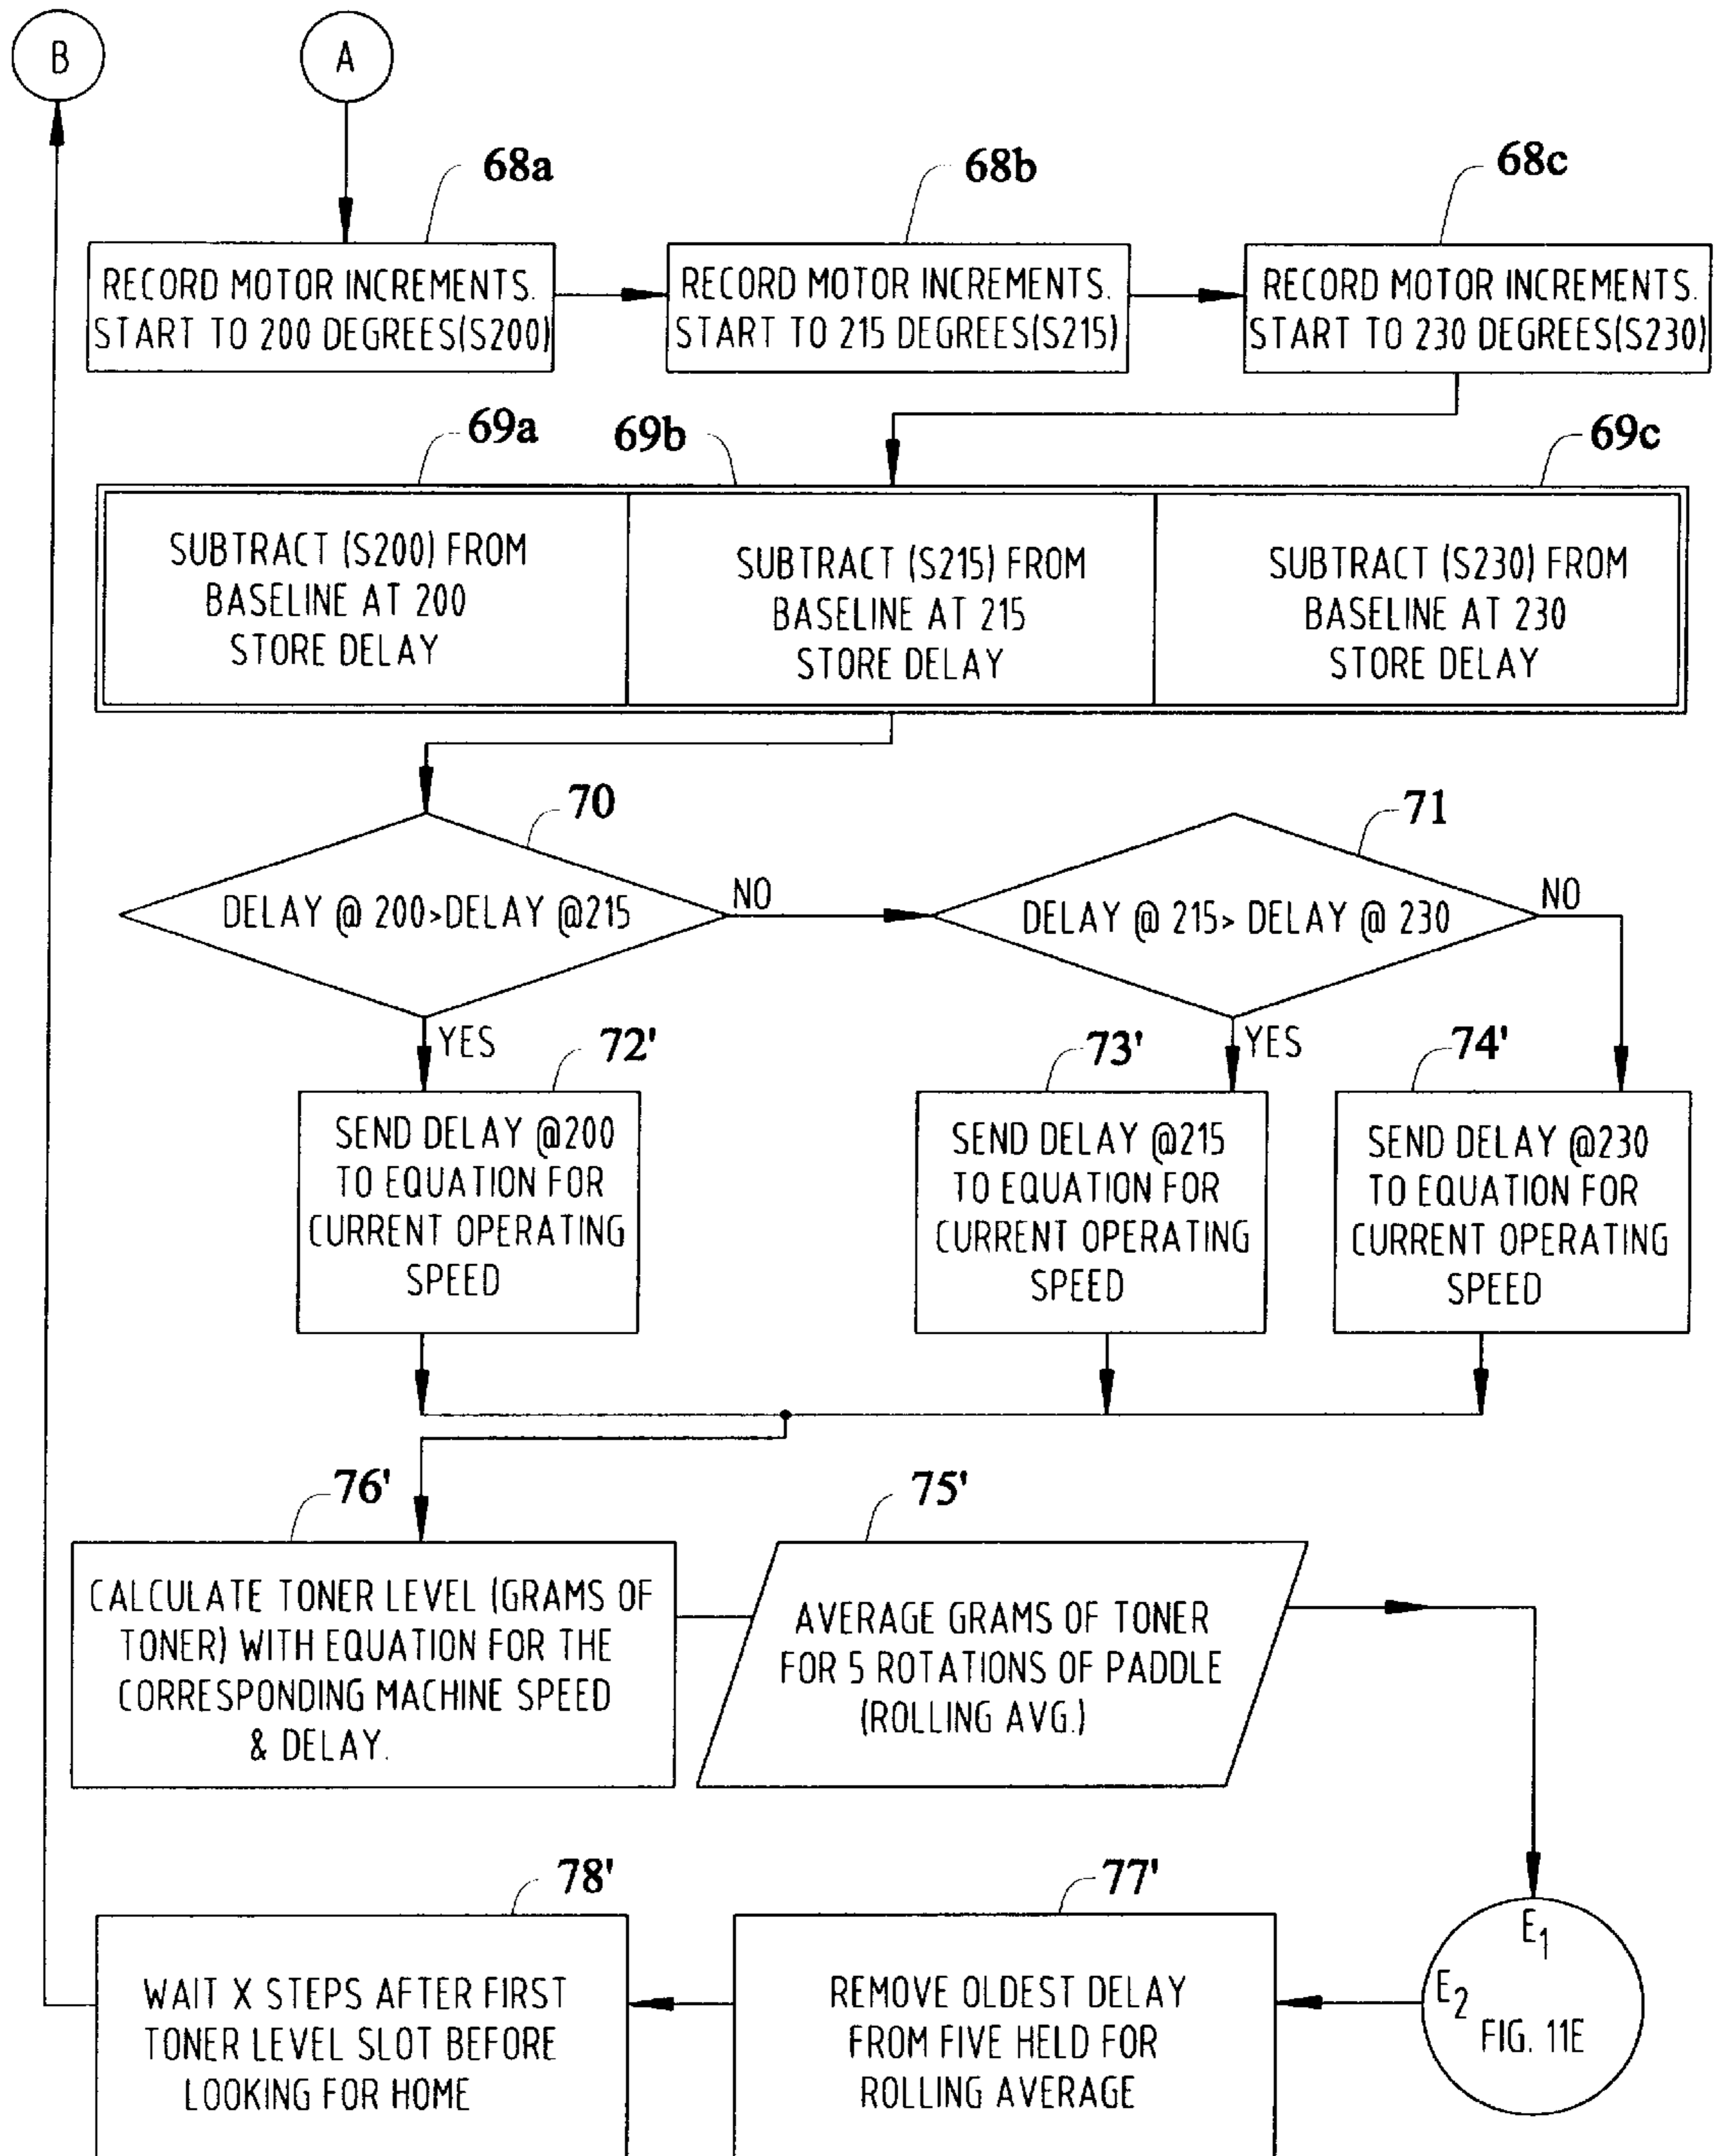 B
A
68a
68b
68c
RECORD MOTOR INCREMENTS.
START TO 200 DEGREES(S200)
RECORD MOTOR INCREMENTS.
START TO 215 DEGREES(S215)
RECORD MOTOR INCREMENTS.
START TO 230 DEGREES(S230)
69a
69b
69c
SUBTRACT (S200) FROM
BASELINE AT 200
STORE DELAY
SUBTRACT (S215) FROM
BASELINE AT 215
STORE DELAY
SUBTRACT (S230) FROM
BASELINE AT 230
STORE DELAY
70
71
DELAY @ 200>DELAY @215
NO
DELAY @ 215> DELAY @ 230
NO
YES
72'
73'
YES
74'
SEND DELAY @200
TO EQUATION FOR
CURRENT OPERATING
SPEED
SEND DELAY @215
TO EQUATION FOR
CURRENT OPERATING
SPEED
SEND DELAY @230
TO EQUATION FOR
CURRENT OPERATING
SPEED
76'
75'
CALCULATE TONER LEVEL (GRAMS OF
TONER) WITH EQUATION FOR THE
CORRESPONDING MACHINE SPEED
& DELAY.
AVERAGE GRAMS OF TONER
FOR 5 ROTATIONS OF PADDLE
(ROLLING AVG.)
78'
77'
WAIT X STEPS AFTER FIRST
TONER LEVEL SLOT BEFORE
LOOKING FOR HOME
REMOVE OLDEST DELAY
FROM FIVE HELD FOR
ROLLING AVERAGE
E1
E2
FIG. 11E